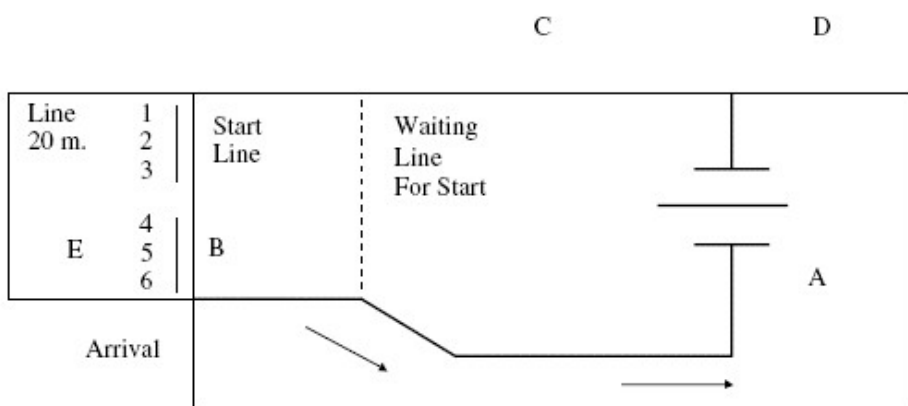 C
D
Line
20 m.
1
2
3
Start
Line
Waiting
Line
For Start
E
4
5
6
B
A
Arrival